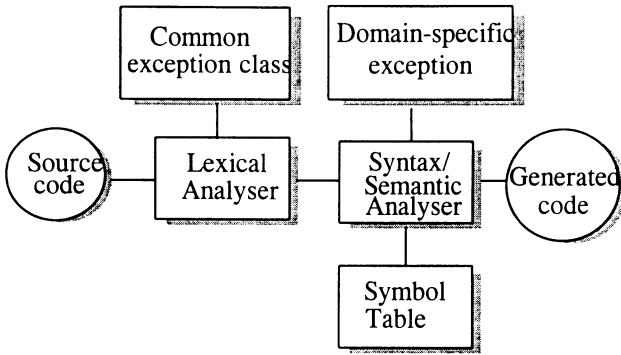 Common
exception class
Domain-specific
exception
Source
code
Lexical
Analyser
Syntax/
Semantic
Analyser
Generated
code
Symbol
Table